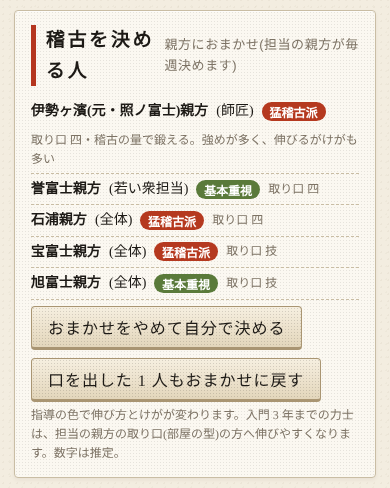 稽古を決め
る人
親方におまかせ(担当の親方が毎
週決めます)
伊勢ヶ濱(元・照ノ富士)親方 (師匠) 猛稽古派
取り口 四・稽古の量で鍛える。強めが多く、伸びるがけがも
多い
誉富士親方 (若い衆担当) 基本重視 取り口 四
石浦親方 (全体) 猛稽古派 取り口 四
宝富士親方 (全体) 猛稽古派 取り口 技
旭富士親方 (全体) 基本重視 取り口 技
おまかせをやめて自分で決める
口を出した 1 人もおまかせに戻す
指導の色で伸び方とけがが変わります。入門 3 年までの力士
は、担当の親方の取り口(部屋の型)の方へ伸びやすくなりま
す。数字は推定。